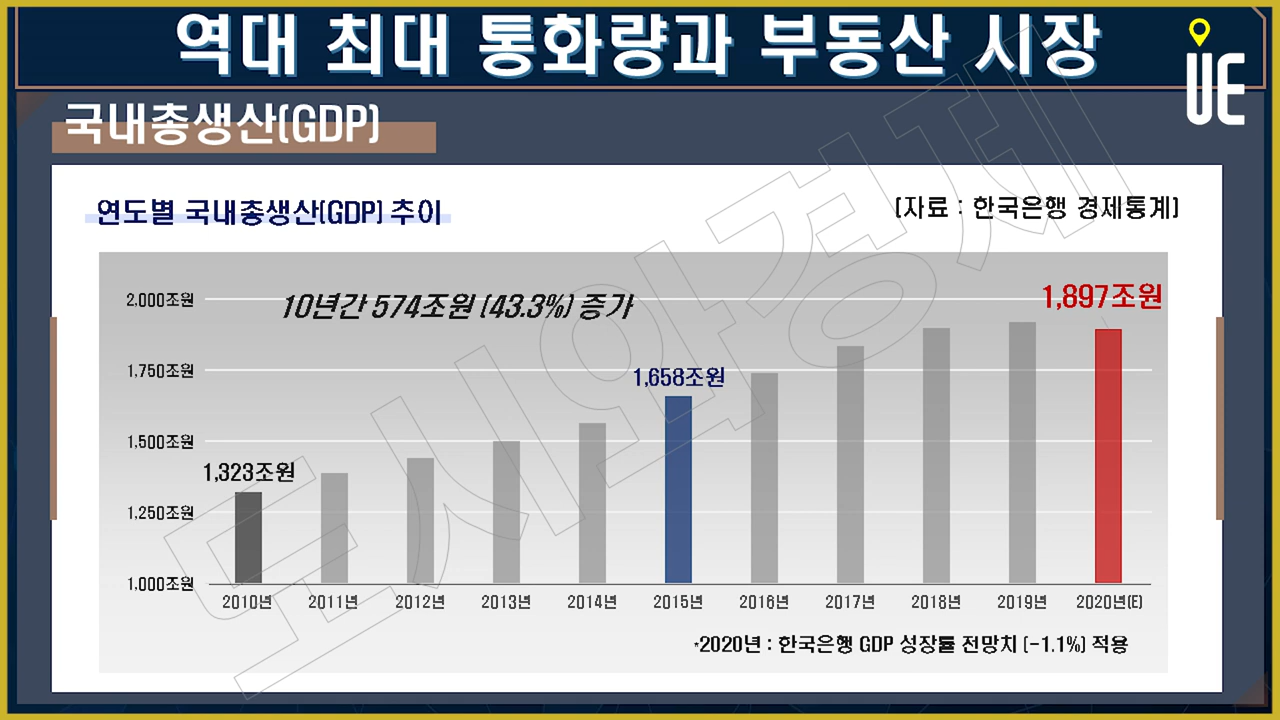 역대 최대 통화량과 부동산 시장
UE
국내총생산(GDP)
연도별 국내총생산(GDP) 추이
[자료 : 한국은행 경제통계]
10년간 574조원 (43.3%) 증가
2,000조원
1,750조원
1,500조원
1,250조원
1,000조원
1,323조원
1,658조원
1,897조원
2010년 2011년 2012년 2013년 2014년 2015년 2016년 2017년 2018년 2019년 2020년(E)
*2020년 : 한국은행 GDP 성장률 전망치 (-1.1%) 적용
도시와경제